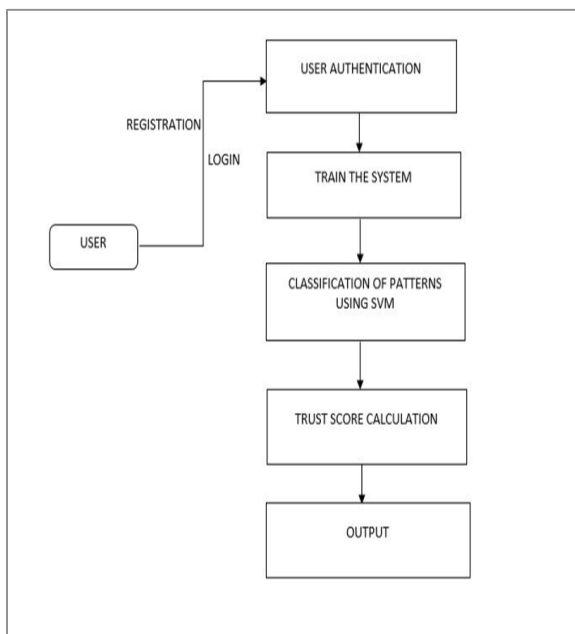 USER AUTHENTICATION
REGISTRATION
LOGIN
TRAIN THE SYSTEM
USER
CLASSIFICATION OF PATTERNS
USING SVM
TRUST SCORE CALCULATION
OUTPUT